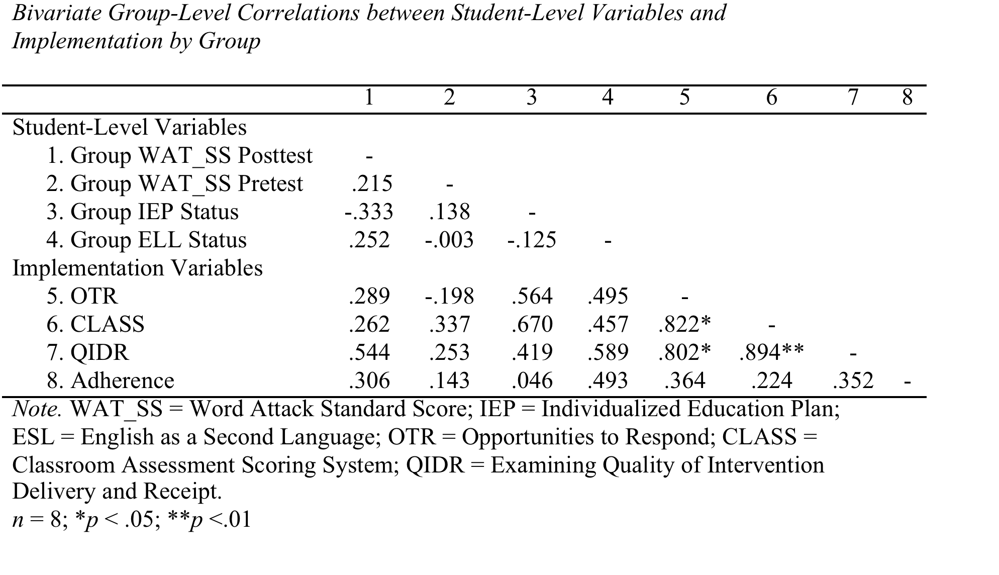 Bivariate Group-Level Correlations between Student-Level Variables and
Implementation by Group
1 2 3 4 5 6 7 8
Student-Level Variables
1. Group WAT_SS Posttest -
2. Group WAT_SS Pretest .215 -
3. Group IEP Status -.333 .138 -
4. Group ELL Status .252 -.003 -.125 -
Implementation Variables
5. OTR .289 -.198 .564 .495 -
6. CLASS .262 .337 .670 .457 .822* -
7. QIDR .544 .253 .419 .589 .802* .894** -
8. Adherence .306 .143 .046 .493 .364 .224 .352 -
Note. WAT_SS = Word Attack Standard Score; IEP = Individualized Education Plan;
ESL = English as a Second Language; OTR = Opportunities to Respond; CLASS =
Classroom Assessment Scoring System; QIDR = Examining Quality of Intervention
Delivery and Receipt.
n = 8; *p < .05; **p <.01